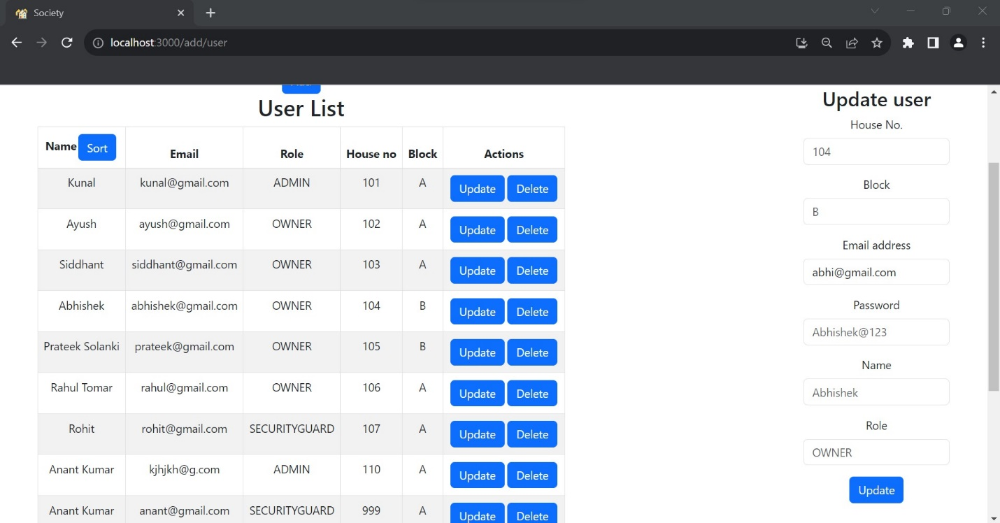 Society
localhost:3000/add/user
User List
Name Sort Email Role House no Block Actions
Kunal kunal@gmail.com ADMIN 101 A Update Delete
Ayush ayush@gmail.com OWNER 102 A Update Delete
Siddhant siddhant@gmail.com OWNER 103 A Update Delete
Abhishek abhishek@gmail.com OWNER 104 B Update Delete
Prateek Solanki prateek@gmail.com OWNER 105 B Update Delete
Rahul Tomar rahul@gmail.com OWNER 106 A Update Delete
Rohit rohit@gmail.com SECURITYGUARD 107 A Update Delete
Anant Kumar kjhjkh@g.com ADMIN 110 A Update Delete
Anant Kumar anant@gmail.com SECURITYGUARD 999 A Update Delete
Update user
House No.
104
Block
B
Email address
abhi@gmail.com
Password
Abhishek@123
Name
Abhishek
Role
OWNER
Update